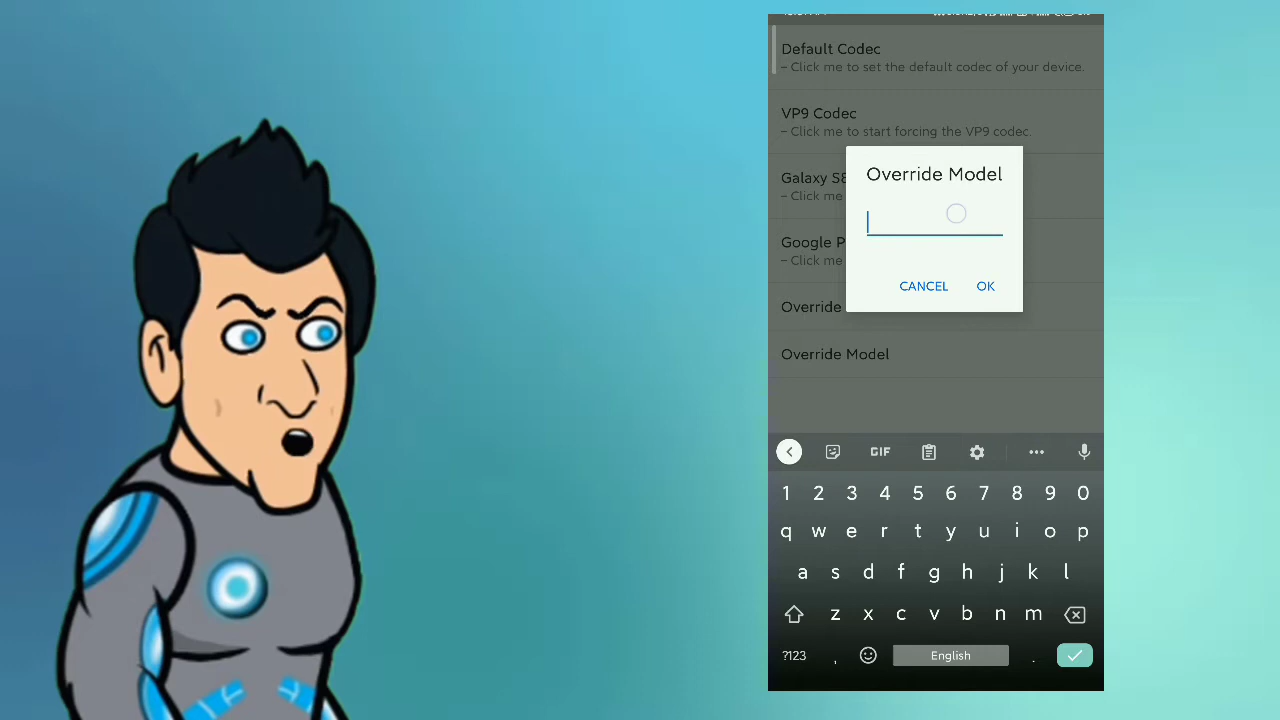 Default Codec
– Click me to set the default codec of your device.
VP9 Codec
– Click me to start forcing the VP9 codec.
Galaxy S8
– Click me
Google P
– Click me
Override
Override Model
Override Model
CANCEL OK
GIF
1 2 3 4 5 6 7 8 9 0
q w e r t y u i o p
a s d f g h j k l
z x c v b n m
?123 , English .